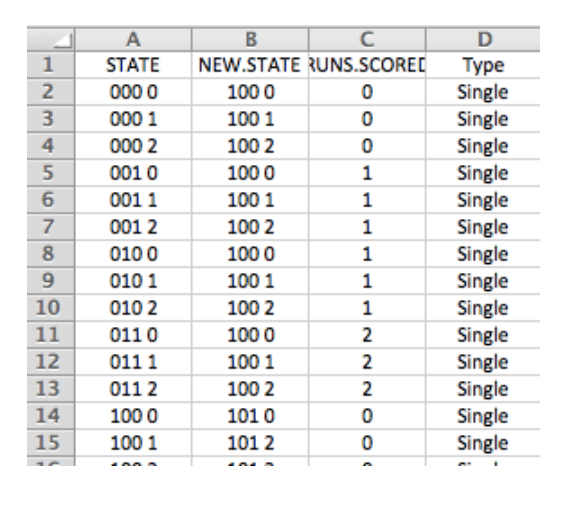 A B C D
1 STATE NEW.STATE RUNS.SCORED Type
2 000 0 100 0 0 Single
3 000 1 100 1 0 Single
4 000 2 100 2 0 Single
5 001 0 100 0 1 Single
6 001 1 100 1 1 Single
7 001 2 100 2 1 Single
8 010 0 100 0 1 Single
9 010 1 100 1 1 Single
10 010 2 100 2 1 Single
11 011 0 100 0 2 Single
12 011 1 100 1 2 Single
13 011 2 100 2 2 Single
14 100 0 101 0 0 Single
15 100 1 101 2 0 Single